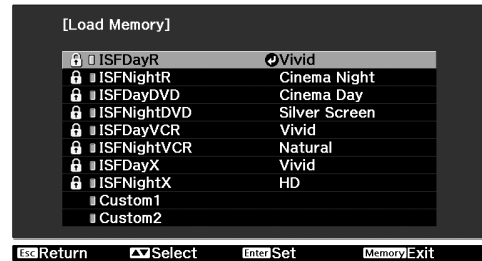 [Load Memory]
ISFDayR Vivid
ISFNightR Cinema Night
ISFDayDVD Cinema Day
ISFNightDVD Silver Screen
ISFDayVCR Vivid
ISFNightVCR Natural
ISFDayX Vivid
ISFNightX HD
Custom1
Custom2
Esc Return Select Enter Set Memory Exit